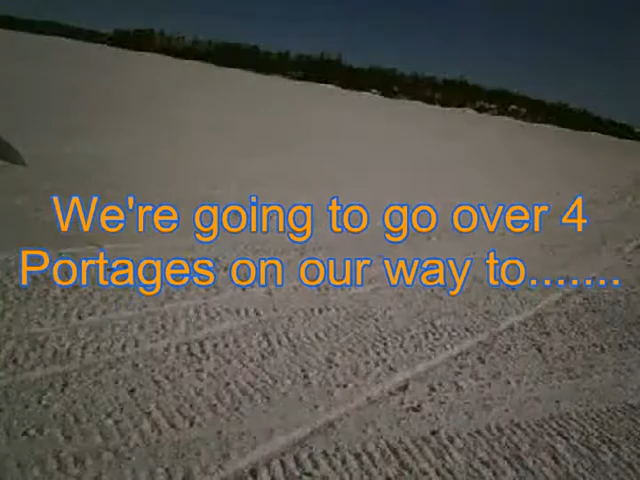 We're going to go over 4
Portages on our way to.......